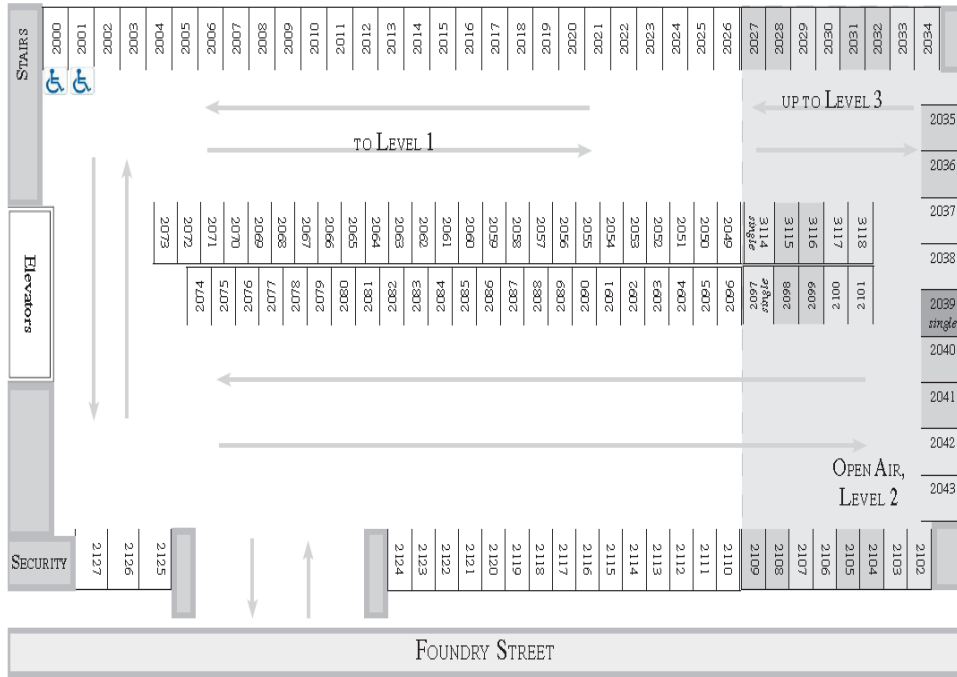 STAIRS
2000 2001 2002 2003 2004 2005 2006 2007 2008 2009 2010 2011 2012 2013 2014 2015 2016 2017 2018 2019 2020 2021 2022 2023 2024 2025 2026 2027 2028 2029 2030 2031 2032 2033 2034
UP TO LEVEL 3
TO LEVEL 1
2035
2036
2037
2038
2039
single
2040
2041
2042
2043
2073 2072 2071 2070 2069 2068 2067 2066 2065 2064 2063 2062 2061 2060 2059 2058 2057 2056 2055 2054 2053 2052 2051 2050 2049 3114 single 3115 3116 3117 3118
2074 2075 2076 2077 2078 2079 2080 2081 2082 2083 2084 2085 2086 2087 2088 2089 2090 2091 2092 2093 2094 2095 2096 2097 single 2098 2099 2100 2101
Elevators
OPEN AIR,
LEVEL 2
SECURITY
2127 2126 2125 2124 2123 2122 2121 2120 2119 2118 2117 2116 2115 2114 2113 2112 2111 2110 2109 2108 2107 2106 2105 2104 2103 2102
FOUNDRY STREET